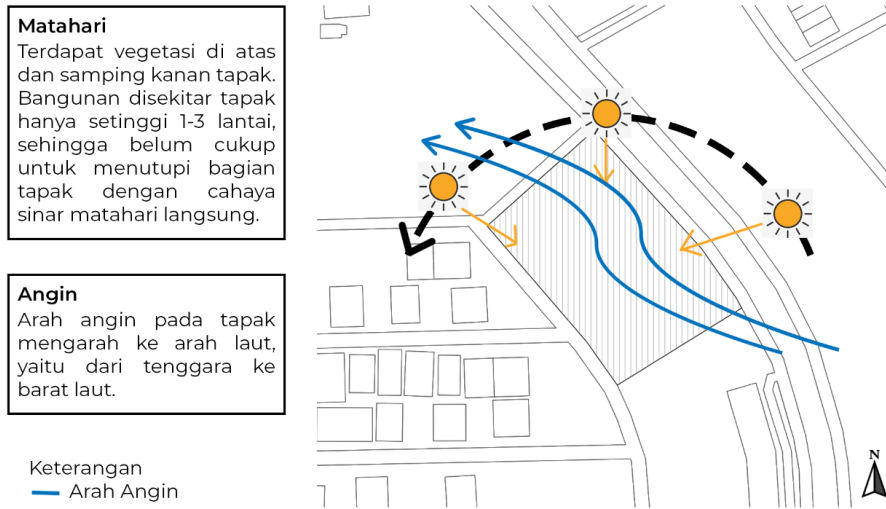 Matahari
Terdapat vegetasi di atas
dan samping kanan tapak.
Bangunan disekitar tapak
hanya setinggi 1-3 lantai,
sehingga belum cukup
untuk menutupi bagian
tapak dengan cahaya
sinar matahari langsung.
Angin
Arah angin pada tapak
mengarah ke arah laut,
yaitu dari tenggara ke
barat laut.
Keterangan
Arah Angin
N